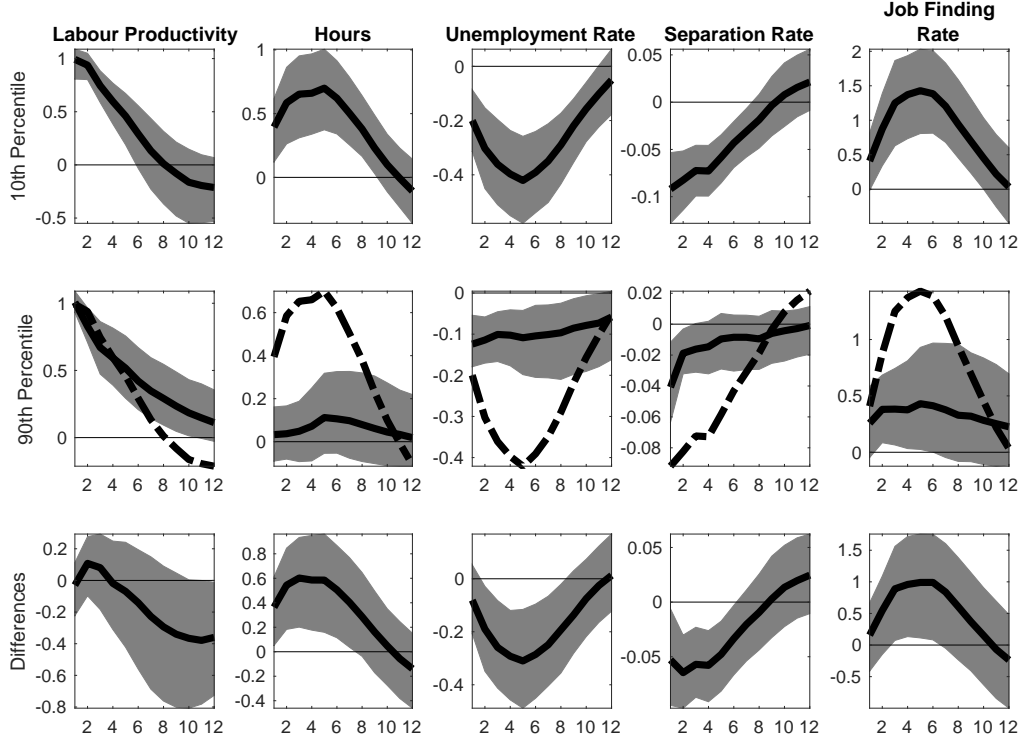 Labour Productivity Hours Unemployment Rate Separation Rate Job Finding Rate
10th Percentile
1 0.5 0 -0.5
2 4 6 8 10 12
1 0.5 0
2 4 6 8 10 12
0 -0.2 -0.4
2 4 6 8 10 12
0.05 0 -0.05 -0.1
2 4 6 8 10 12
2 1.5 1 0.5 0
2 4 6 8 10 12
90th Percentile
1 0.5 0
2 4 6 8 10 12
0.6 0.4 0.2 0
2 4 6 8 10 12
0 -0.1 -0.2 -0.3 -0.4
2 4 6 8 10 12
0.02 0 -0.02 -0.04 -0.06 -0.08
2 4 6 8 10 12
1 0.5 0
2 4 6 8 10 12
Differences
0.2 0 -0.2 -0.4 -0.6 -0.8
2 4 6 8 10 12
0.8 0.6 0.4 0.2 0 -0.2 -0.4
2 4 6 8 10 12
0 -0.2 -0.4
2 4 6 8 10 12
0.05 0 -0.05
2 4 6 8 10 12
1.5 1 0.5 0 -0.5
2 4 6 8 10 12